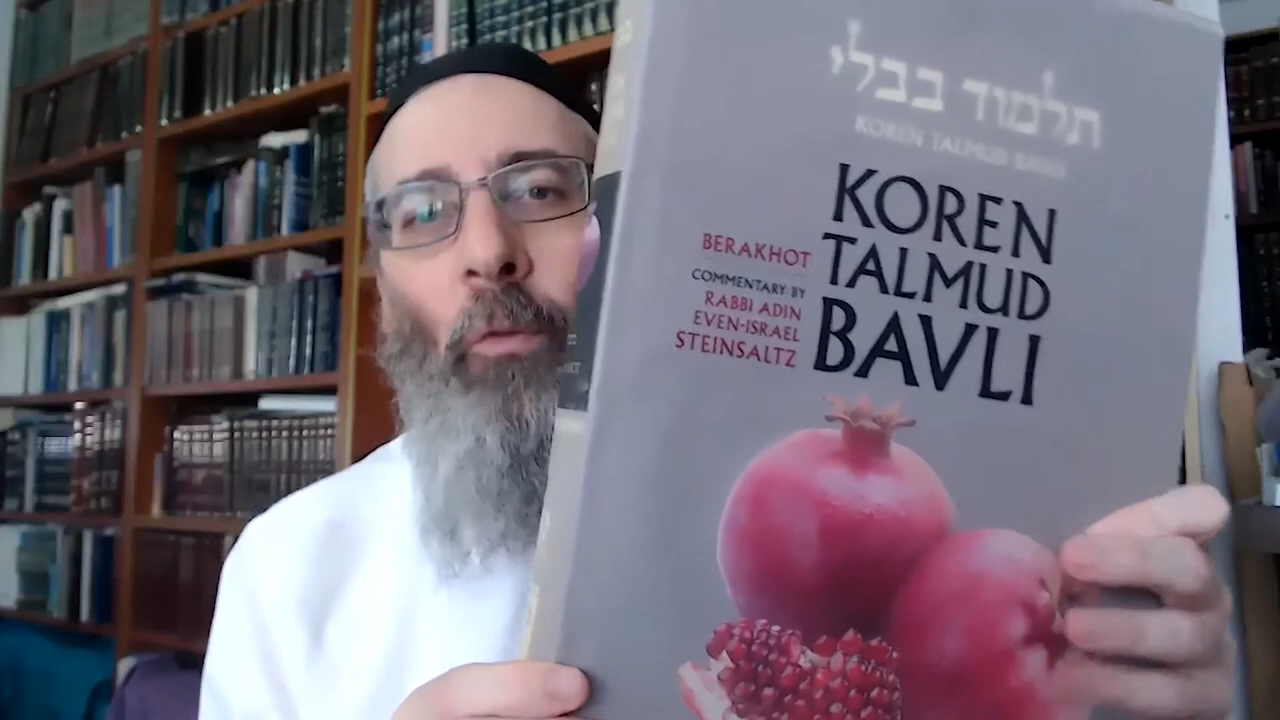 תלמוד בבלי
KOREN TALMUD BAVLI
KOREN
TALMUD
BAVLI
BERAKHOT
COMMENTARY BY
RABBI ADIN
EVEN-ISRAEL
STEINSALTZ